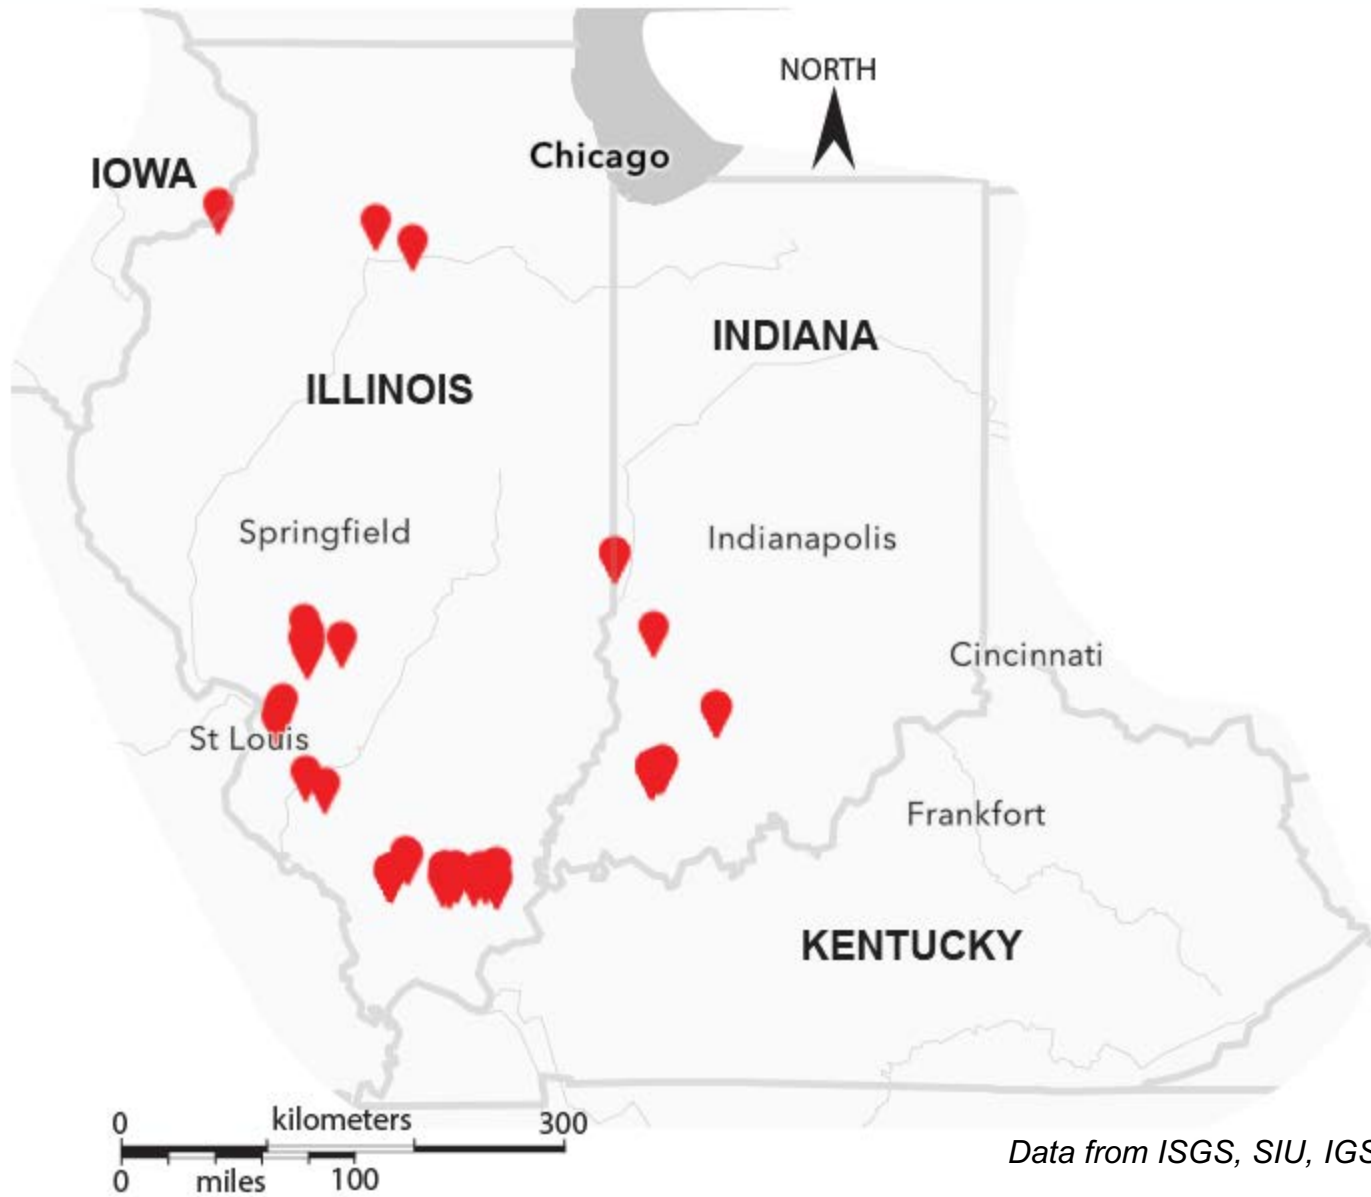 NORTH
Chicago
IOWA
INDIANA
ILLINOIS
Springfield
Indianapolis
Cincinnati
St Louis
Frankfort
KENTUCKY
0 kilometers 300
0 miles 100
Data from ISGS, SIU, IGS